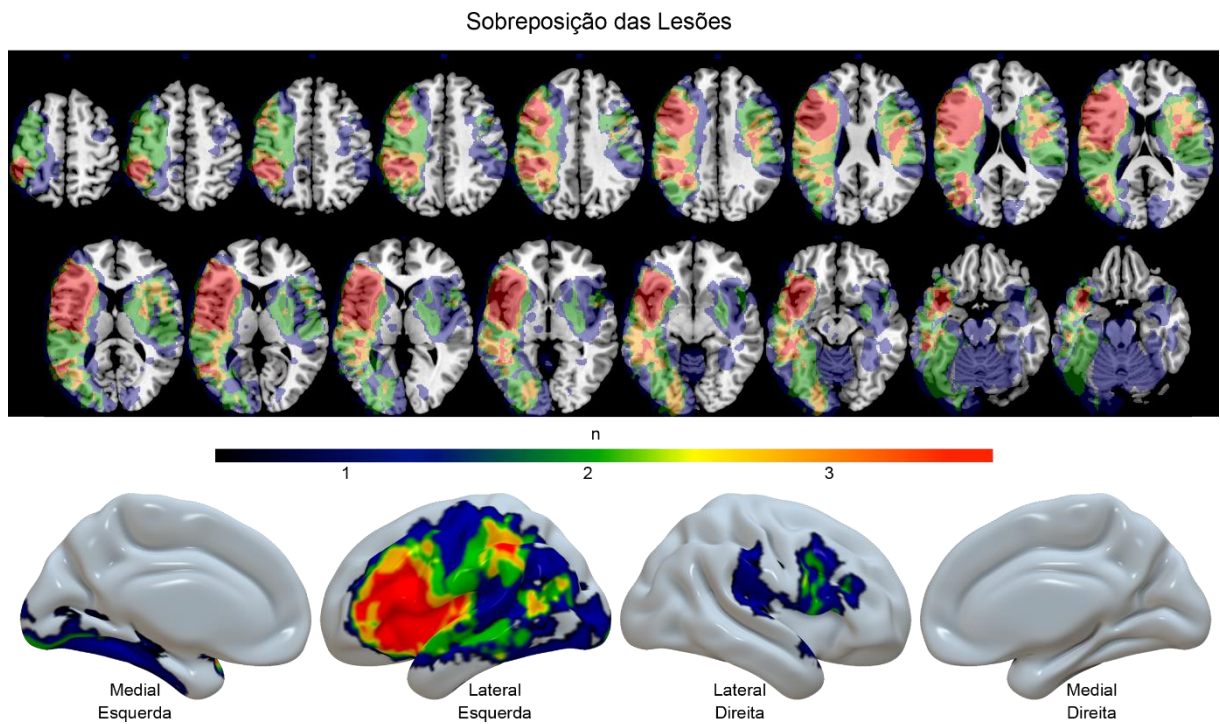 Sobreposição das Lesões
n
1 2 3
Medial
Esquerda
Lateral
Esquerda
Lateral
Direita
Medial
Direita